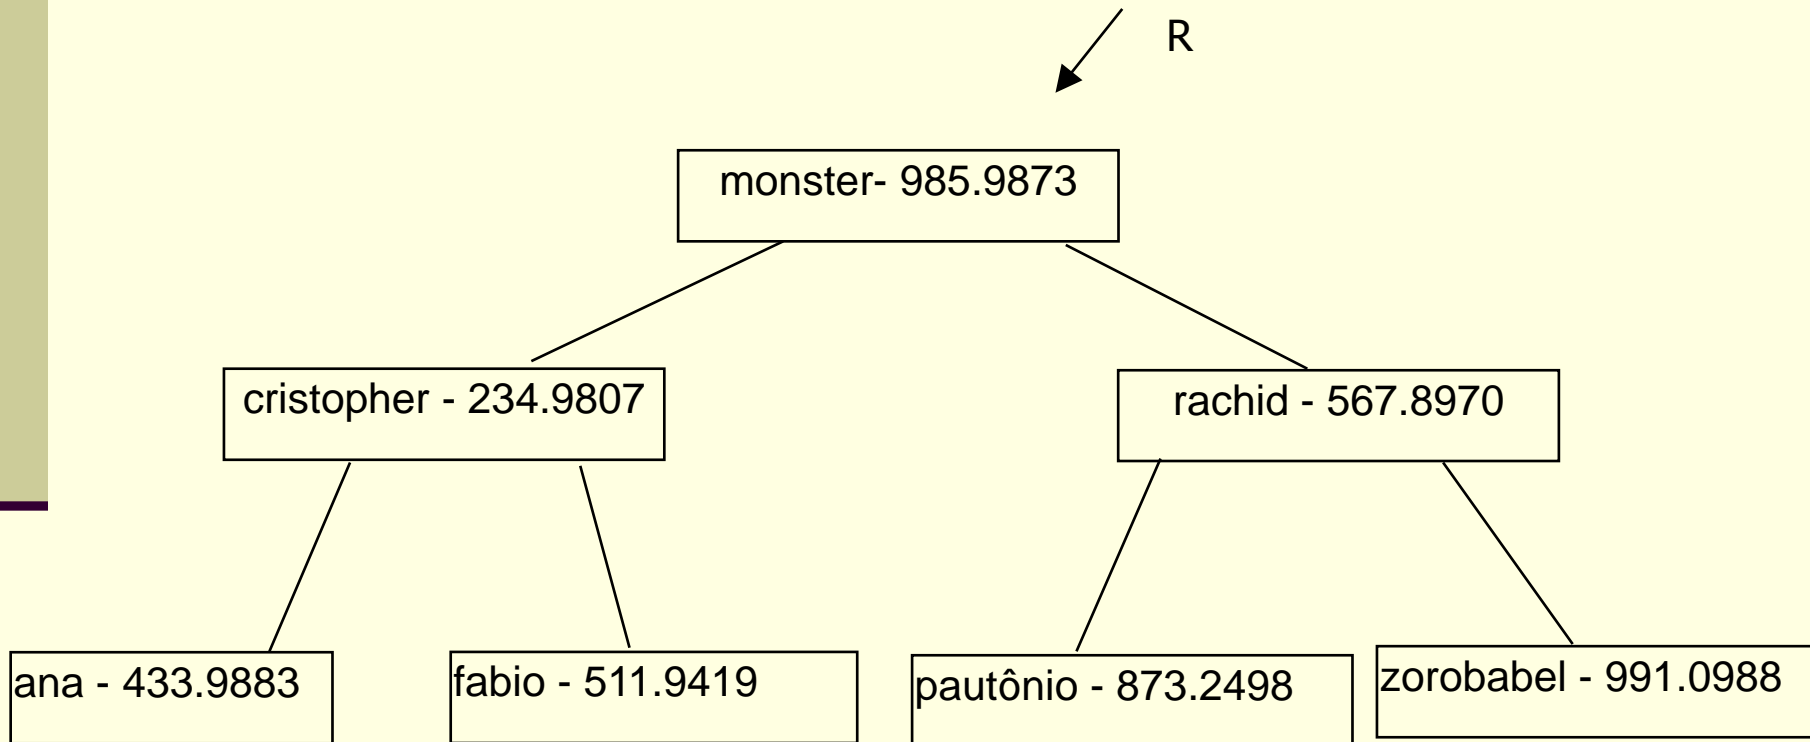 R
monster- 985.9873
cristopher - 234.9807
rachid - 567.8970
ana - 433.9883
fabio - 511.9419
pautônio - 873.2498
zorobabel - 991.0988